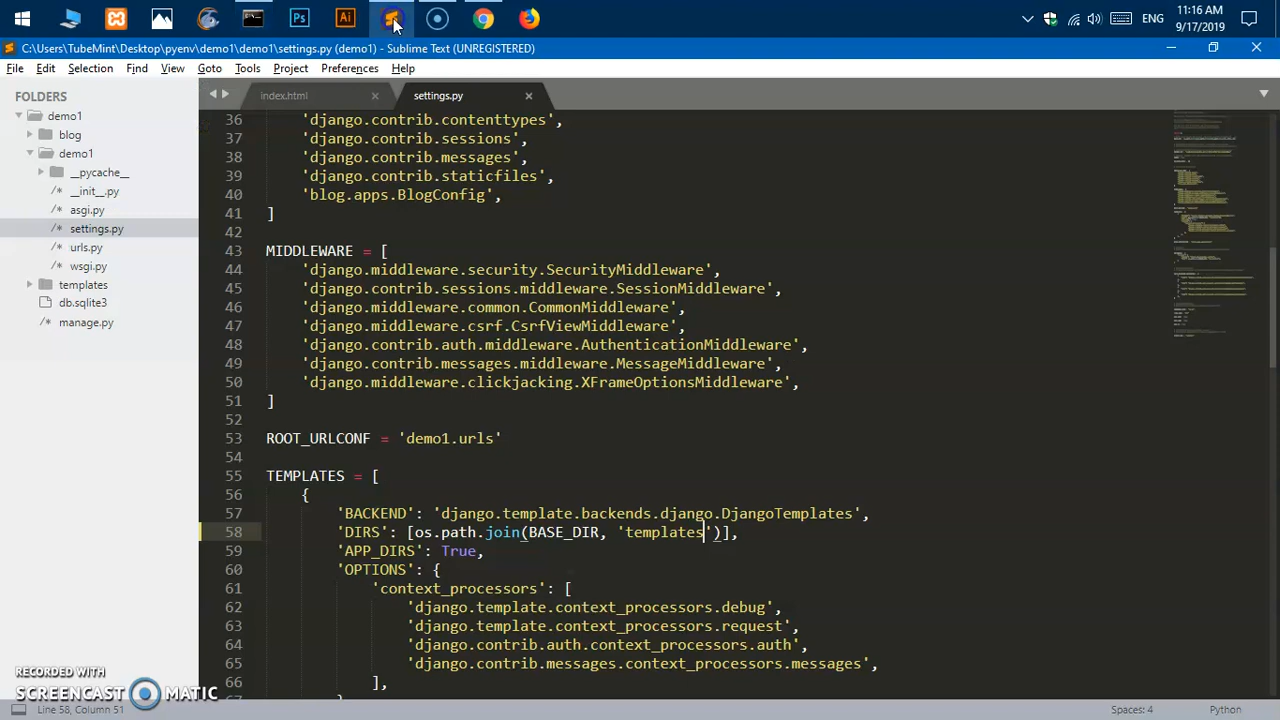 Ps
Ai
ENG
11:16 AM
9/17/2019
C:\Users\TubeMint\Desktop\pyenv\demo1\demo1\settings.py (demo1) - Sublime Text (UNREGISTERED)
File Edit Selection Find View Goto Tools Project Preferences Help
FOLDERS
demo1
blog
demo1
__pycache__
/* __init__.py
/* asgi.py
/* settings.py
/* urls.py
/* wsgi.py
templates
db.sqlite3
/* manage.py
index.html
settings.py
36 'django.contrib.contenttypes',
37 'django.contrib.sessions',
38 'django.contrib.messages',
39 'django.contrib.staticfiles',
40 'blog.apps.BlogConfig',
41 ]
42
43 MIDDLEWARE = [
44 'django.middleware.security.SecurityMiddleware',
45 'django.contrib.sessions.middleware.SessionMiddleware',
46 'django.middleware.common.CommonMiddleware',
47 'django.middleware.csrf.CsrfViewMiddleware',
48 'django.contrib.auth.middleware.AuthenticationMiddleware',
49 'django.contrib.messages.middleware.MessageMiddleware',
50 'django.middleware.clickjacking.XFrameOptionsMiddleware',
51 ]
52
53 ROOT_URLCONF = 'demo1.urls'
54
55 TEMPLATES = [
56 {
57 'BACKEND': 'django.template.backends.django.DjangoTemplates',
58 'DIRS': [os.path.join(BASE_DIR, 'templates')],
59 'APP_DIRS': True,
60 'OPTIONS': {
61 'context_processors': [
62 'django.template.context_processors.debug',
63 'django.template.context_processors.request',
64 'django.contrib.auth.context_processors.auth',
65 'django.contrib.messages.context_processors.messages',
66 ],
RECORDED WITH
SCREENCAST MATIC
Line 58, Column 51
Spaces: 4
Python